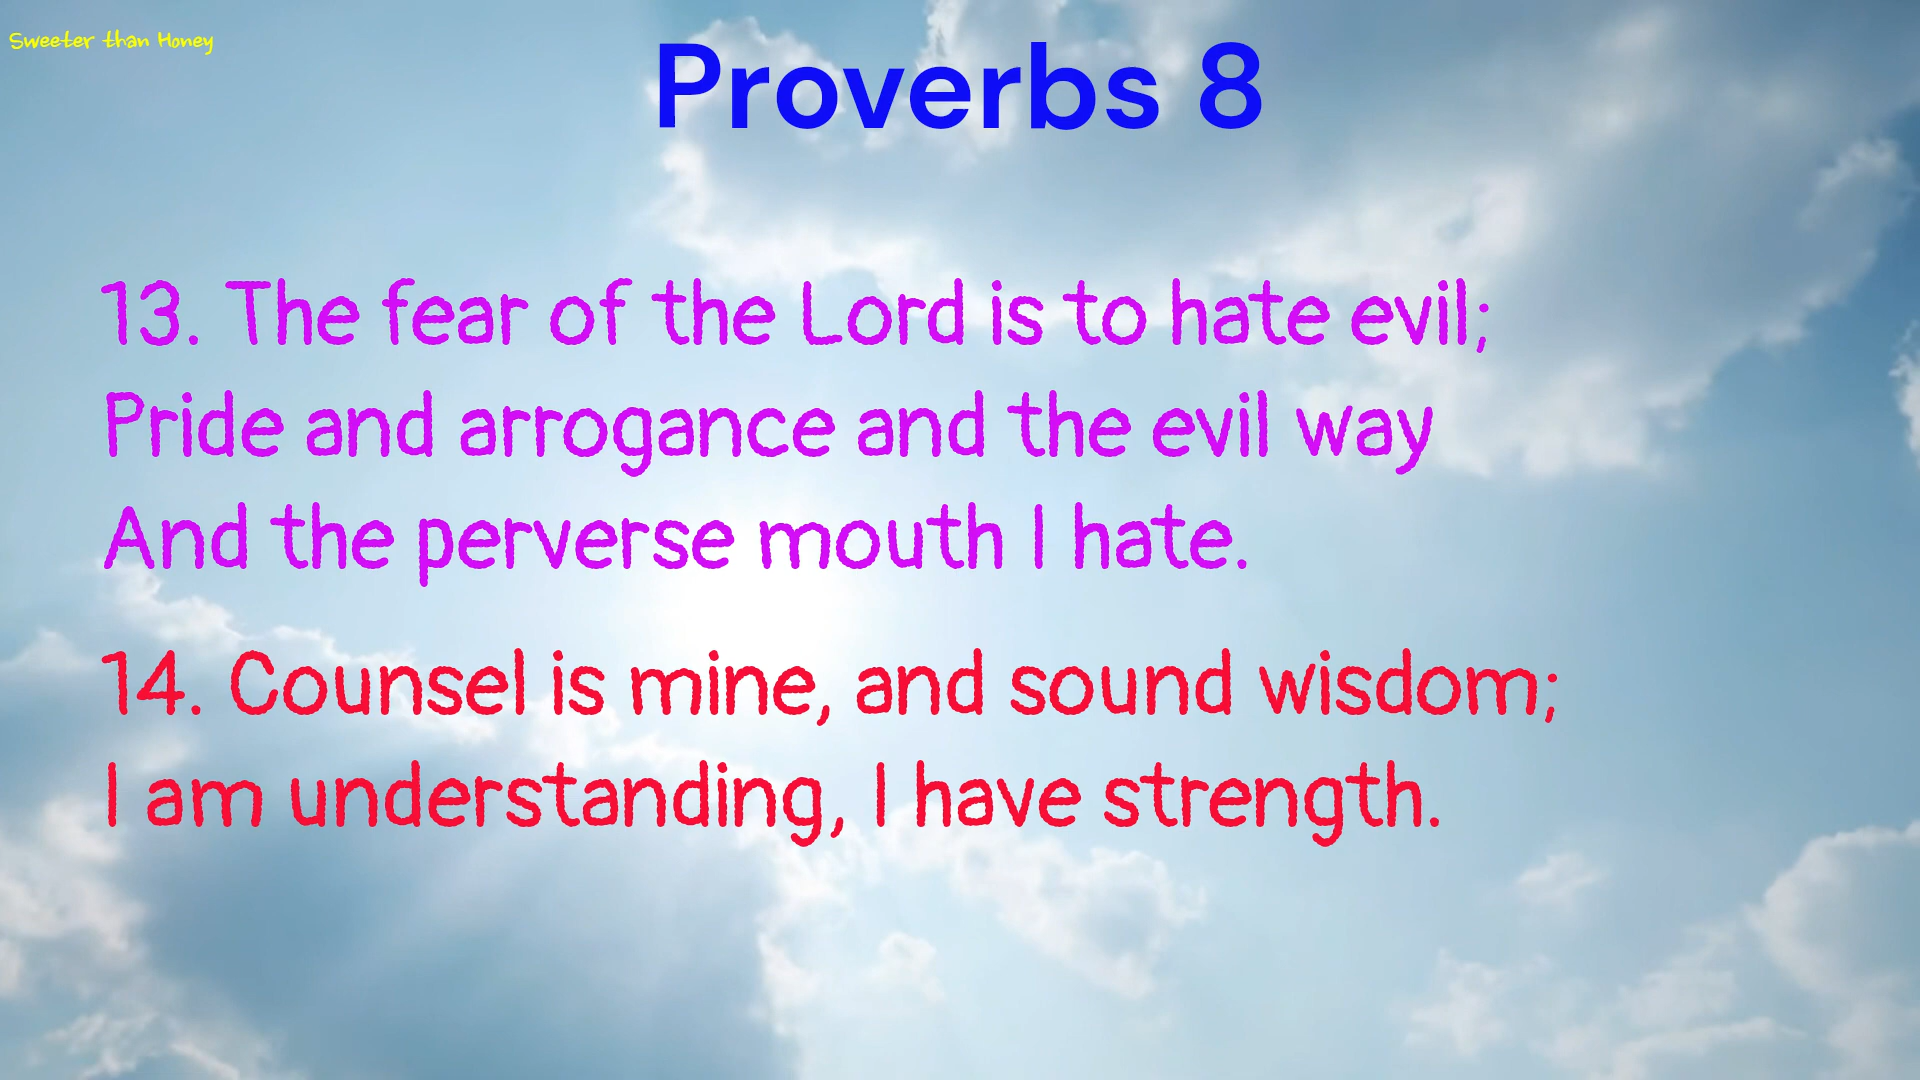 Sweeter than Honey
Proverbs 8
13. The fear of the Lord is to hate evil;
Pride and arrogance and the evil way
And the perverse mouth I hate.
14. Counsel is mine, and sound wisdom;
I am understanding, I have strength.